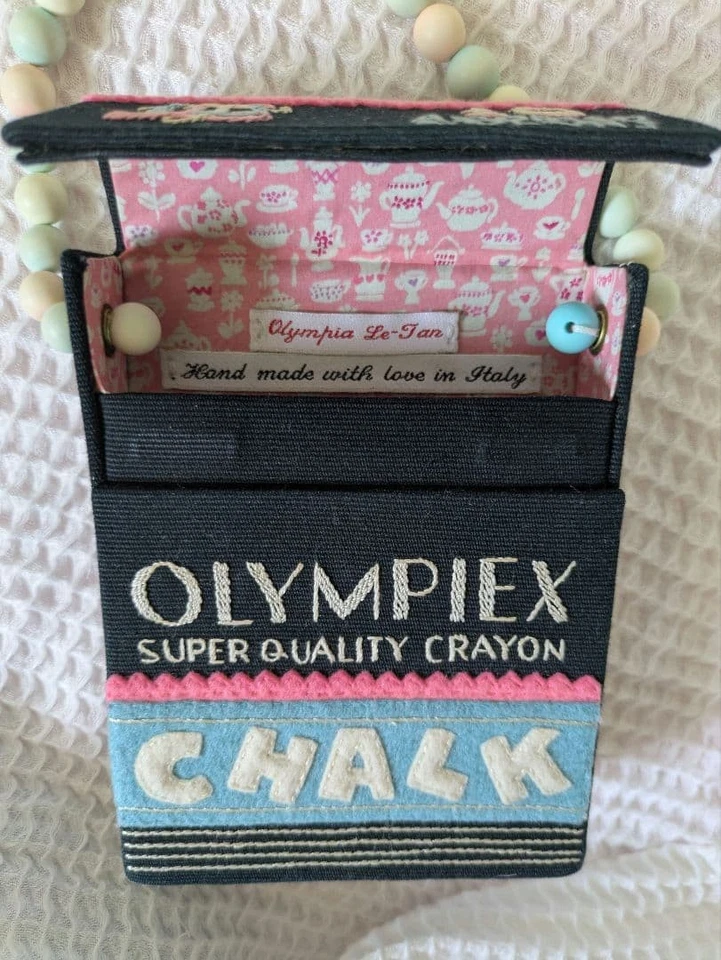 Olympia Le-Tan
Hand made with love in Italy
OLYMPIEX
SUPER QUALITY CRAYON
CHALK